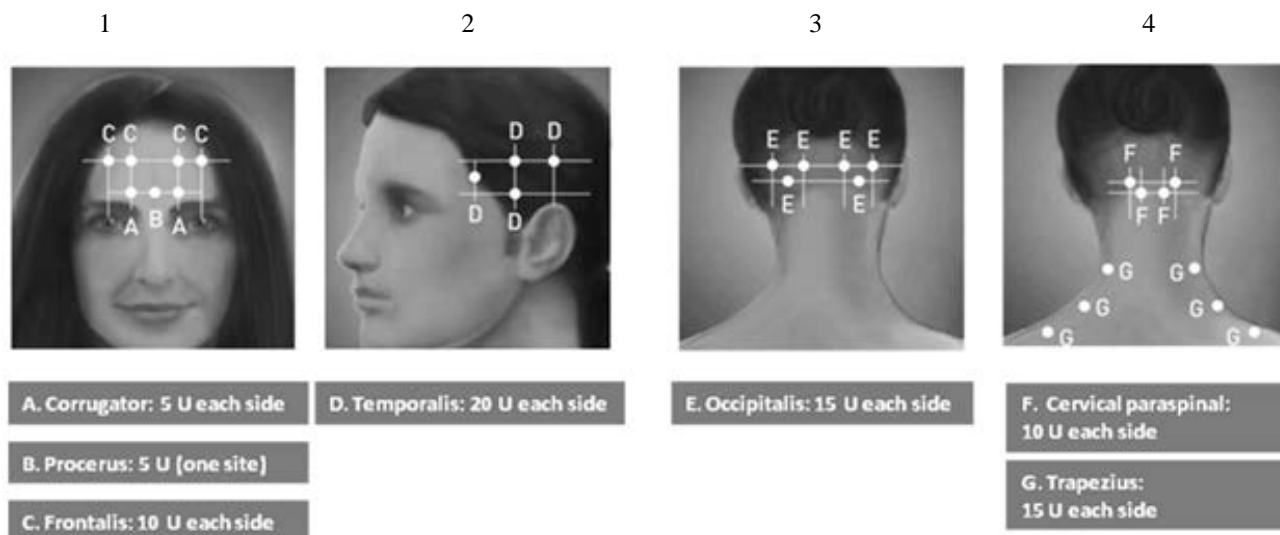 1 2 3 4
C C C C
A B A
D D
D D
E E E E
E E
F F
F F
G G
G G
G G
A. Corrugator: 5 U each side
B. Procerus: 5 U (one site)
C. Frontalis: 10 U each side
D. Temporalis: 20 U each side
E. Occipitalis: 15 U each side
F. Cervical paraspinal:
10 U each side
G. Trapezius:
15 U each side